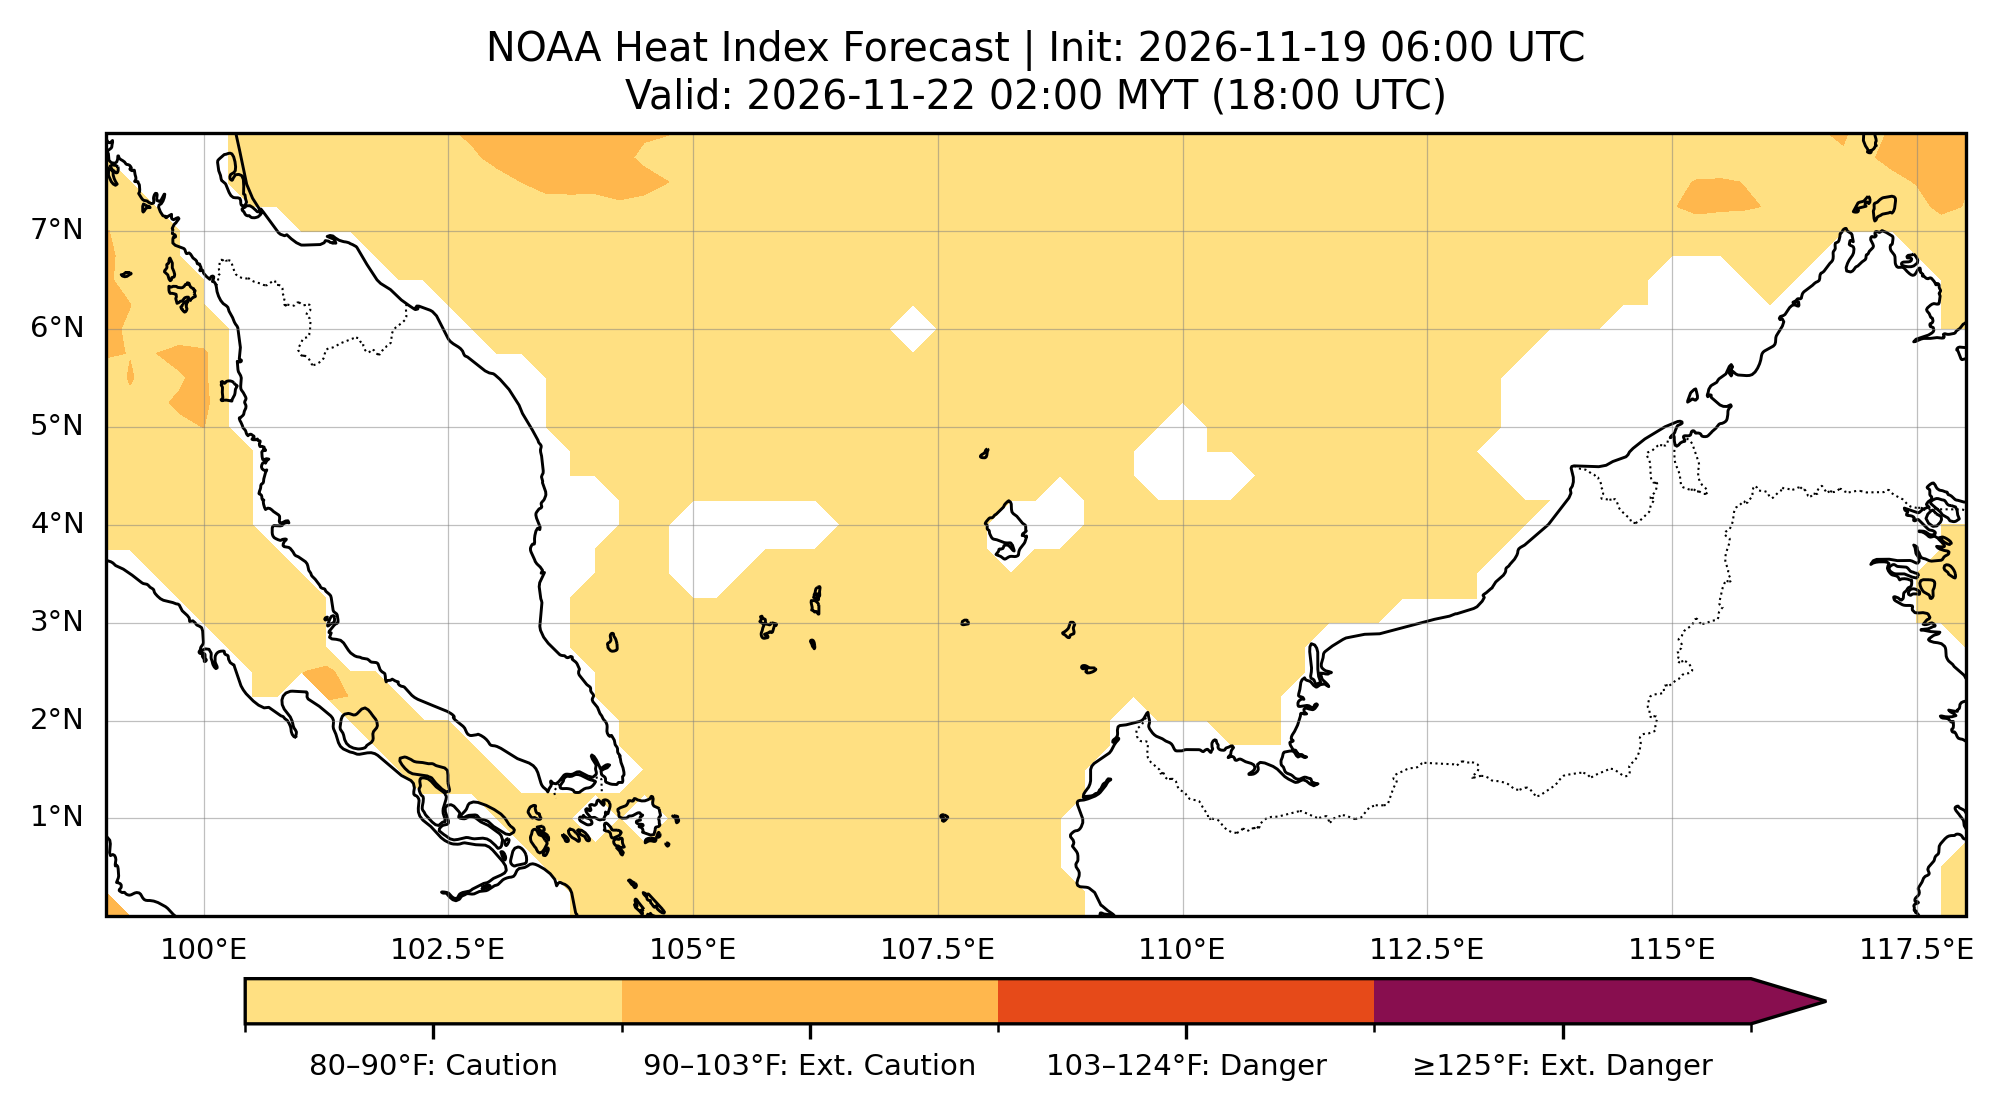 NOAA Heat Index Forecast | Init: 2026-11-19 06:00 UTC
Valid: 2026-11-22 02:00 MYT (18:00 UTC)
7°N
6°N
5°N
4°N
3°N
2°N
1°N
100°E 102.5°E 105°E 107.5°E 110°E 112.5°E 115°E 117.5°E
80–90°F: Caution 90–103°F: Ext. Caution 103–124°F: Danger ≥125°F: Ext. Danger